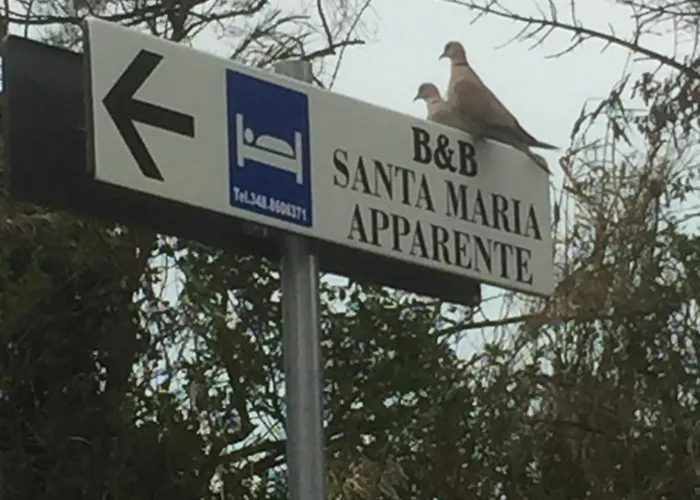 B&B
SANTA MARIA
APPARENTE
Tel.348.8606371